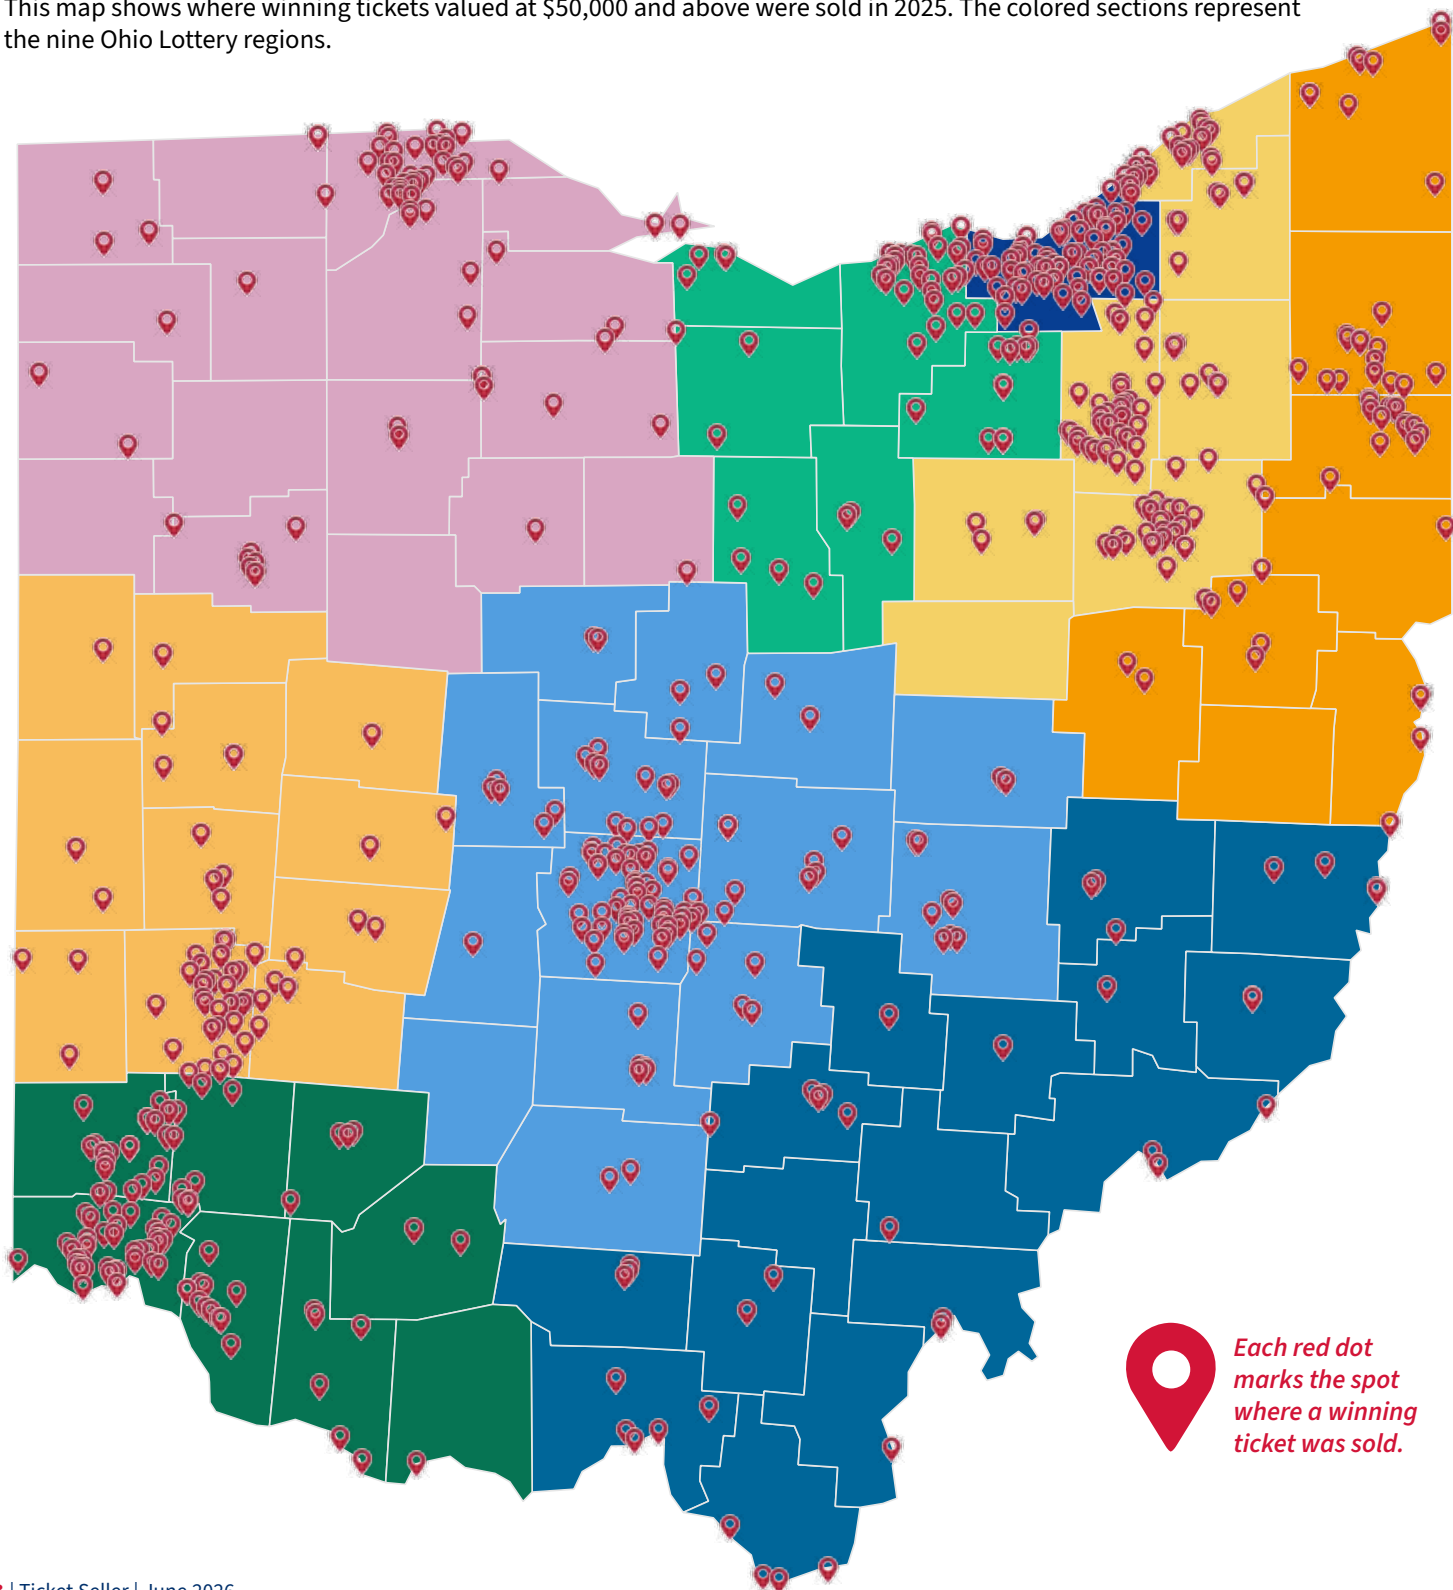 This map shows where winning tickets valued at $50,000 and above were sold in 2025. The colored sections represent
the nine Ohio Lottery regions.
Each red dot
marks the spot
where a winning
ticket was sold.
| Ticket Seller | June 2026